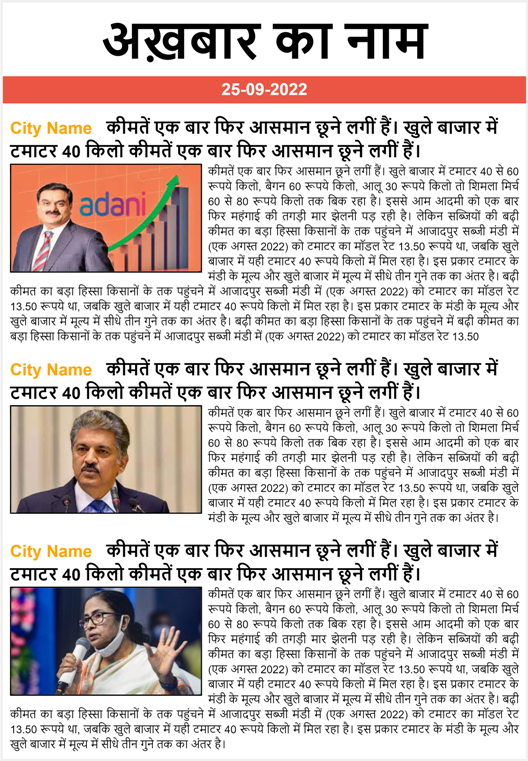 अख़बार का नाम
25-09-2022
City Name कीमतें एक बार फिर आसमान छूने लगीं हैं। खुले बाजार में
टमाटर 40 किलो कीमतें एक बार फिर आसमान छूने लगीं हैं।
adani
कीमतें एक बार फिर आसमान छूने लगीं हैं। खुले बाजार में टमाटर 40 से 60
रूपये किलो, बैगन 60 रूपये किलो, आलू 30 रूपये किलो तो शिमला मिर्च
60 से 80 रूपये किलो तक बिक रहा है। इससे आम आदमी को एक बार
फिर महंगाई की तगड़ी मार झेलनी पड़ रही है। लेकिन सब्जियों की बढ़ी
कीमत का बड़ा हिस्सा किसानों के तक पहुंचने में आजादपुर सब्जी मंडी में
(एक अगस्त 2022) को टमाटर का मॉडल रेट 13.50 रूपये था, जबकि खुले
बाजार में यही टमाटर 40 रूपये किलो में मिल रहा है। इस प्रकार टमाटर के
मंडी के मूल्य और खुले बाजार में मूल्य में सीधे तीन गुने तक का अंतर है। बढ़ी
कीमत का बड़ा हिस्सा किसानों के तक पहुंचने में आजादपुर सब्जी मंडी में (एक अगस्त 2022) को टमाटर का मॉडल रेट
13.50 रूपये था, जबकि खुले बाजार में यही टमाटर 40 रूपये किलो में मिल रहा है। इस प्रकार टमाटर के मंडी के मूल्य और
खुले बाजार में मूल्य में सीधे तीन गुने तक का अंतर है। बढ़ी कीमत का बड़ा हिस्सा किसानों के तक पहुंचने में बढ़ी कीमत का
बड़ा हिस्सा किसानों के तक पहुंचने में आजादपुर सब्जी मंडी में (एक अगस्त 2022) को टमाटर का मॉडल रेट 13.50
City Name कीमतें एक बार फिर आसमान छूने लगीं हैं। खुले बाजार में
टमाटर 40 किलो कीमतें एक बार फिर आसमान छूने लगीं हैं।
कीमतें एक बार फिर आसमान छूने लगीं हैं। खुले बाजार में टमाटर 40 से 60
रूपये किलो, बैगन 60 रूपये किलो, आलू 30 रूपये किलो तो शिमला मिर्च
60 से 80 रूपये किलो तक बिक रहा है। इससे आम आदमी को एक बार
फिर महंगाई की तगड़ी मार झेलनी पड़ रही है। लेकिन सब्जियों की बढ़ी
कीमत का बड़ा हिस्सा किसानों के तक पहुंचने में आजादपुर सब्जी मंडी में
(एक अगस्त 2022) को टमाटर का मॉडल रेट 13.50 रूपये था, जबकि खुले
बाजार में यही टमाटर 40 रूपये किलो में मिल रहा है। इस प्रकार टमाटर के
मंडी के मूल्य और खुले बाजार में मूल्य में सीधे तीन गुने तक का अंतर है।
City Name कीमतें एक बार फिर आसमान छूने लगीं हैं। खुले बाजार में
टमाटर 40 किलो कीमतें एक बार फिर आसमान छूने लगीं हैं।
कीमतें एक बार फिर आसमान छूने लगीं हैं। खुले बाजार में टमाटर 40 से 60
रूपये किलो, बैगन 60 रूपये किलो, आलू 30 रूपये किलो तो शिमला मिर्च
60 से 80 रूपये किलो तक बिक रहा है। इससे आम आदमी को एक बार
फिर महंगाई की तगड़ी मार झेलनी पड़ रही है। लेकिन सब्जियों की बढ़ी
कीमत का बड़ा हिस्सा किसानों के तक पहुंचने में आजादपुर सब्जी मंडी में
(एक अगस्त 2022) को टमाटर का मॉडल रेट 13.50 रूपये था, जबकि खुले
बाजार में यही टमाटर 40 रूपये किलो में मिल रहा है। इस प्रकार टमाटर के
मंडी के मूल्य और खुले बाजार में मूल्य में सीधे तीन गुने तक का अंतर है। बढ़ी
कीमत का बड़ा हिस्सा किसानों के तक पहुंचने में आजादपुर सब्जी मंडी में (एक अगस्त 2022) को टमाटर का मॉडल रेट
13.50 रूपये था, जबकि खुले बाजार में यही टमाटर 40 रूपये किलो में मिल रहा है। इस प्रकार टमाटर के मंडी के मूल्य और
खुले बाजार में मूल्य में सीधे तीन गुने तक का अंतर है।